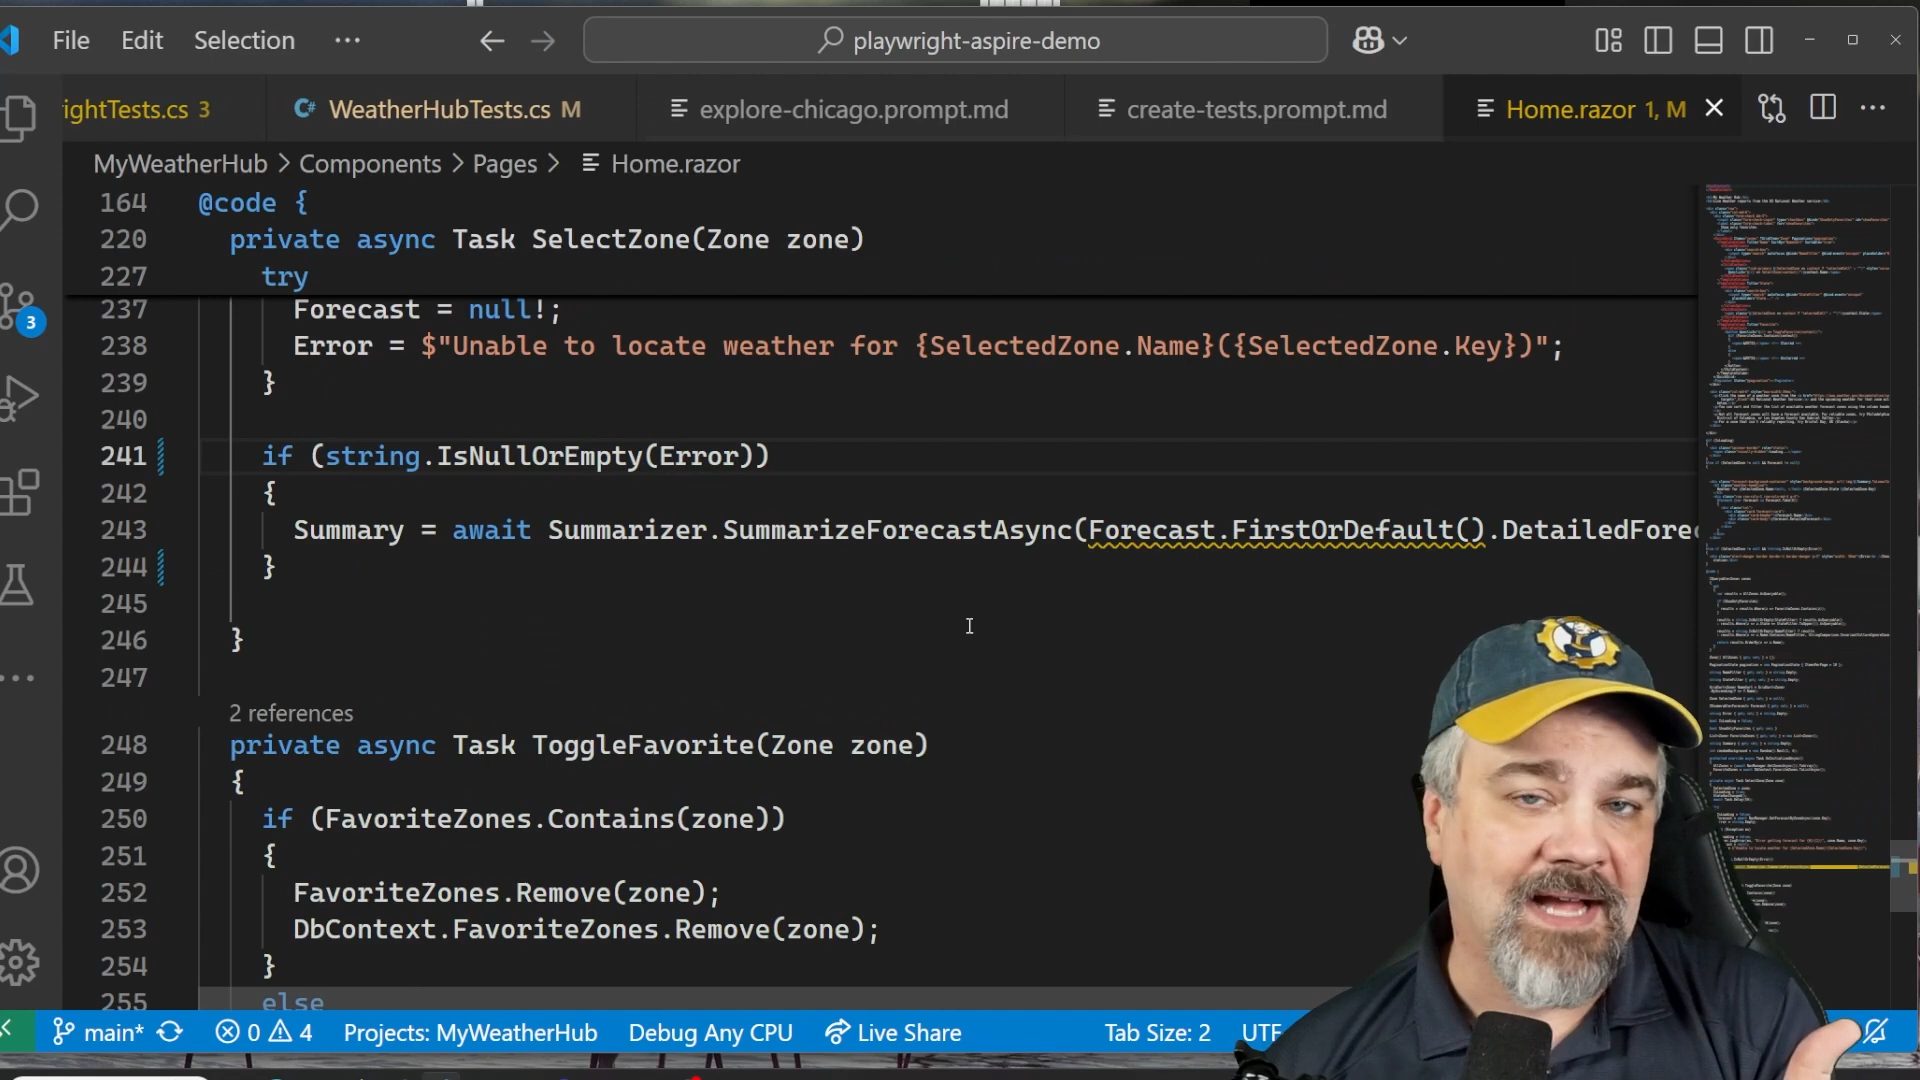 File Edit Selection ··· playwright-aspire-demo
ightTests.cs 3 WeatherHubTests.cs M explore-chicago.prompt.md create-tests.prompt.md Home.razor 1, M
MyWeatherHub > Components > Pages > Home.razor
164 @code {
220 private async Task SelectZone(Zone zone)
227 try
237 Forecast = null!;
238 Error = $"Unable to locate weather for {SelectedZone.Name}({SelectedZone.Key})";
239 }
240
241 if (string.IsNullOrEmpty(Error))
242 {
243 Summary = await Summarizer.SummarizeForecastAsync(Forecast.FirstOrDefault().DetailedForec
244 }
245
246 }
247
2 references
248 private async Task ToggleFavorite(Zone zone)
249 {
250 if (FavoriteZones.Contains(zone))
251 {
252 FavoriteZones.Remove(zone);
253 DbContext.FavoriteZones.Remove(zone);
254 }
255 else
3
main* 0 4 Projects: MyWeatherHub Debug Any CPU Live Share Tab Size: 2 UTF